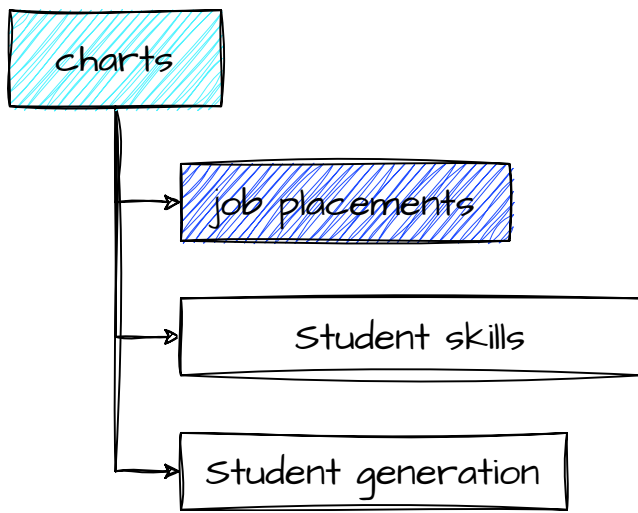 charts
job placements
Student skills
Student generation